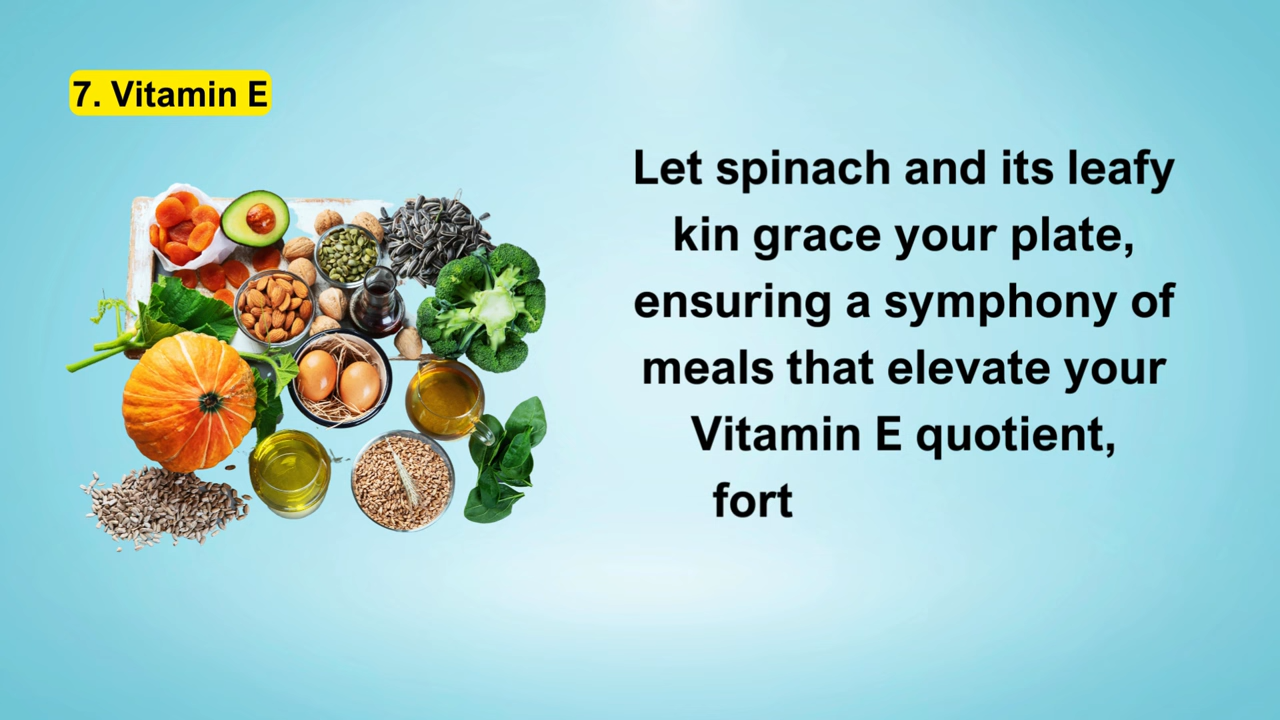 7. Vitamin E
Let spinach and its leafy
kin grace your plate,
ensuring a symphony of
meals that elevate your
Vitamin E quotient,
fort